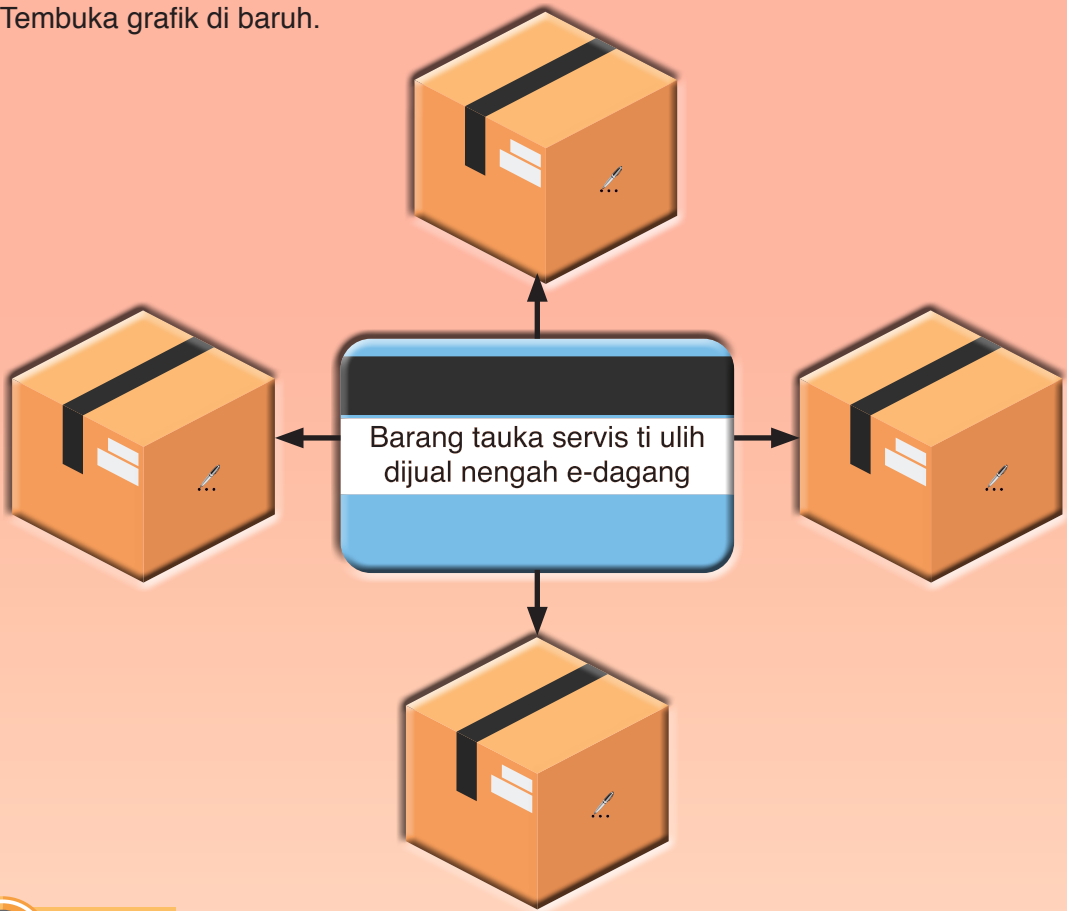 Tembuka grafik di baruh.
Barang tauka servis ti ulih
dijual nengah e-dagang